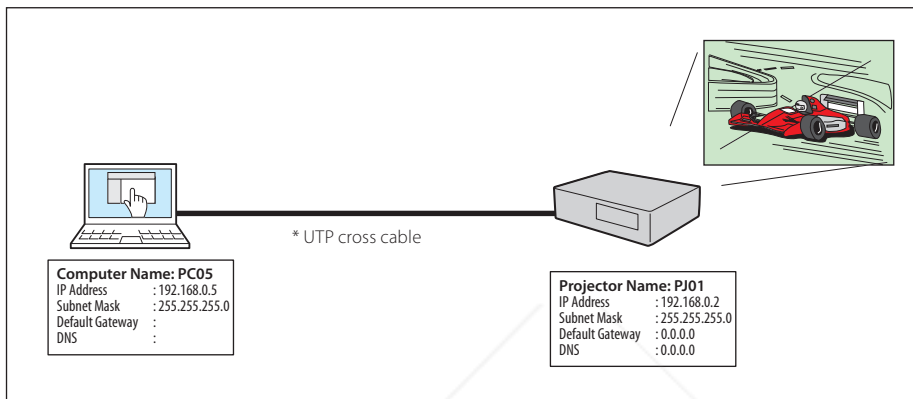 * UTP cross cable
Computer Name: PC05
IP Address : 192.168.0.5
Subnet Mask : 255.255.255.0
Default Gateway :
DNS :
Projector Name: PJ01
IP Address : 192.168.0.2
Subnet Mask : 255.255.255.0
Default Gateway : 0.0.0.0
DNS : 0.0.0.0